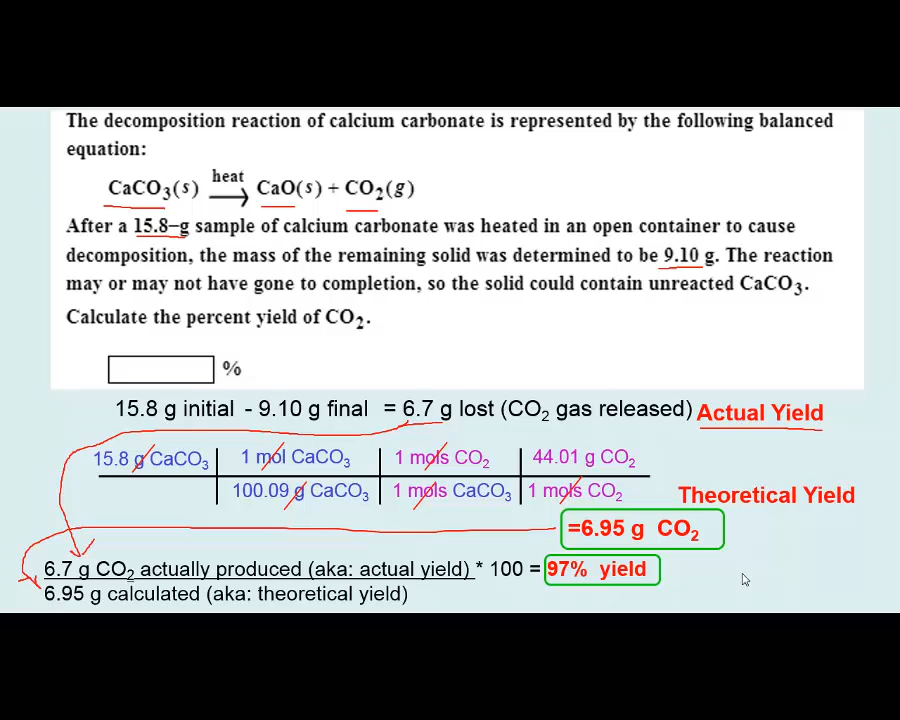 The decomposition reaction of calcium carbonate is represented by the following balanced
equation:
heat
CaCO₃(s) ⟶ CaO(s) + CO₂(g)
After a 15.8–g sample of calcium carbonate was heated in an open container to cause
decomposition, the mass of the remaining solid was determined to be 9.10 g. The reaction
may or may not have gone to completion, so the solid could contain unreacted CaCO₃.
Calculate the percent yield of CO₂.
%
15.8 g initial - 9.10 g final = 6.7 g lost (CO₂ gas released) Actual Yield
15.8 g CaCO₃ 1 mol CaCO₃ 1 mols CO₂ 44.01 g CO₂
100.09 g CaCO₃ 1 mols CaCO₃ 1 mols CO₂
Theoretical Yield
=6.95 g CO₂
6.7 g CO₂ actually produced (aka: actual yield) * 100 = 97% yield
6.95 g calculated (aka: theoretical yield)